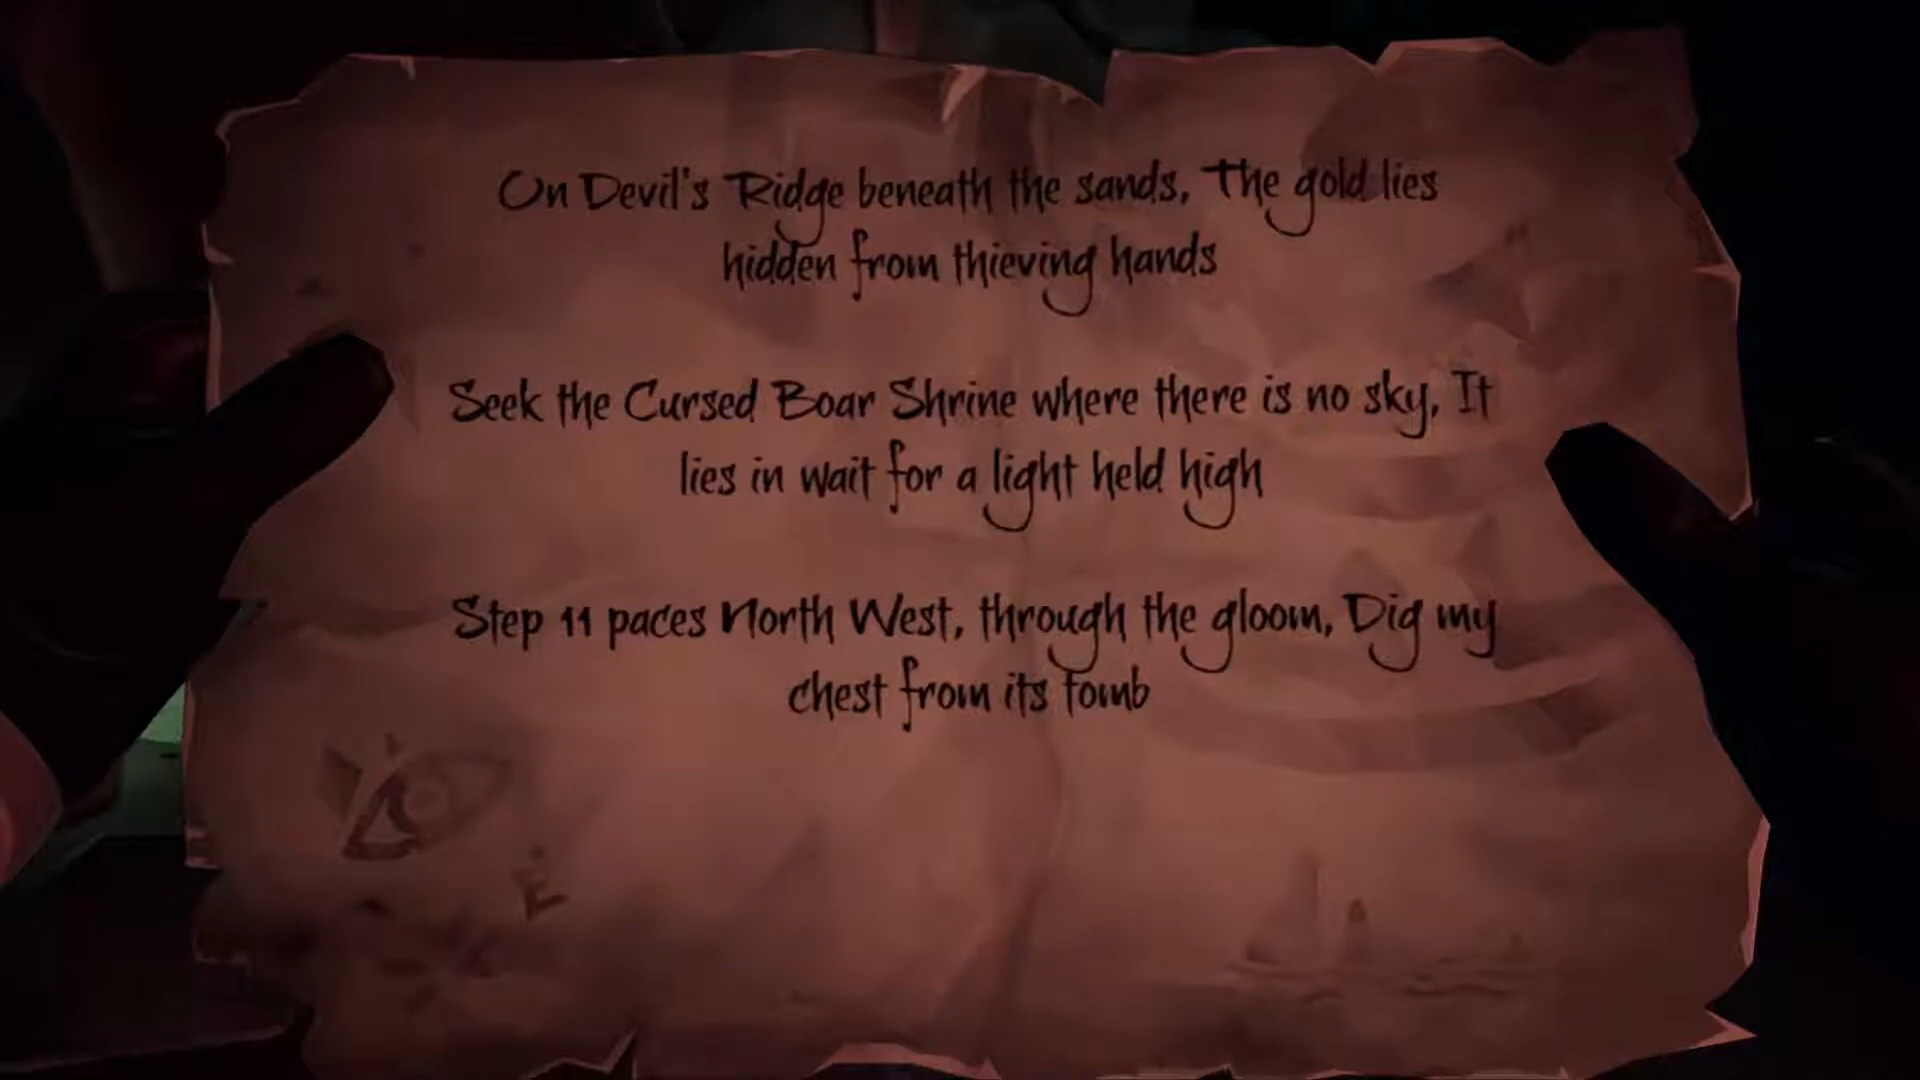 On Devil's Ridge beneath the sands, The gold lies
hidden from thieving hands
Seek the Cursed Boar Shrine where there is no sky, It
lies in wait for a light held high
Step 11 paces North West, through the gloom, Dig my
chest from its tomb
E